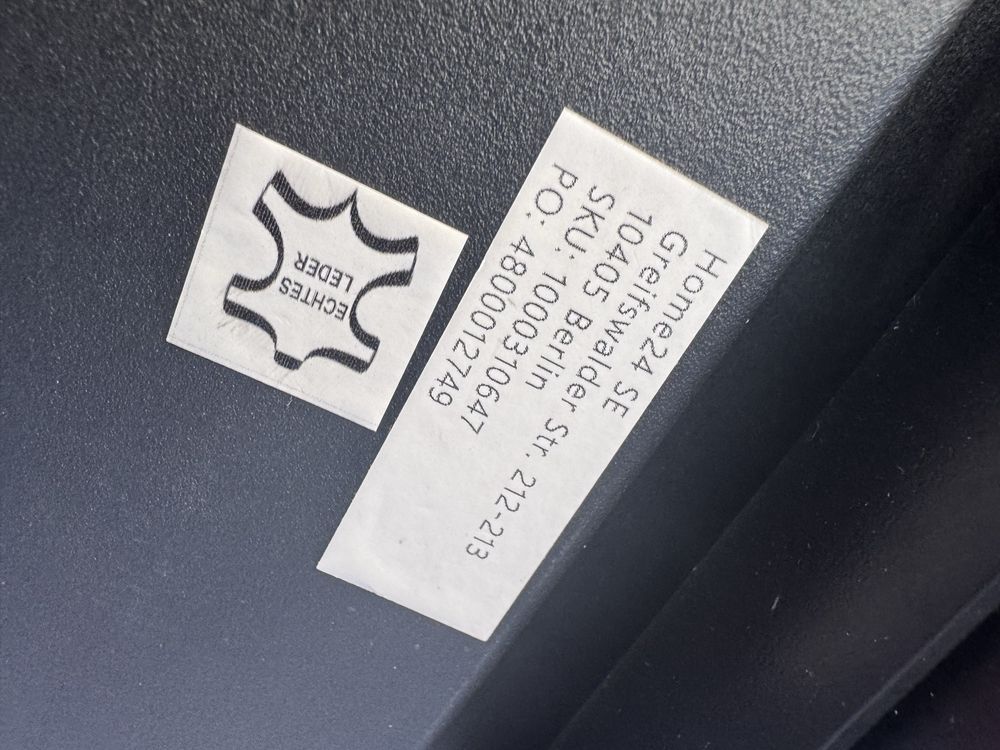 ECHTES
LEDER
Home24 SE
Greifswalder Str. 212-213
10405 Berlin
SKU: 1000310647
PO: 4800012749